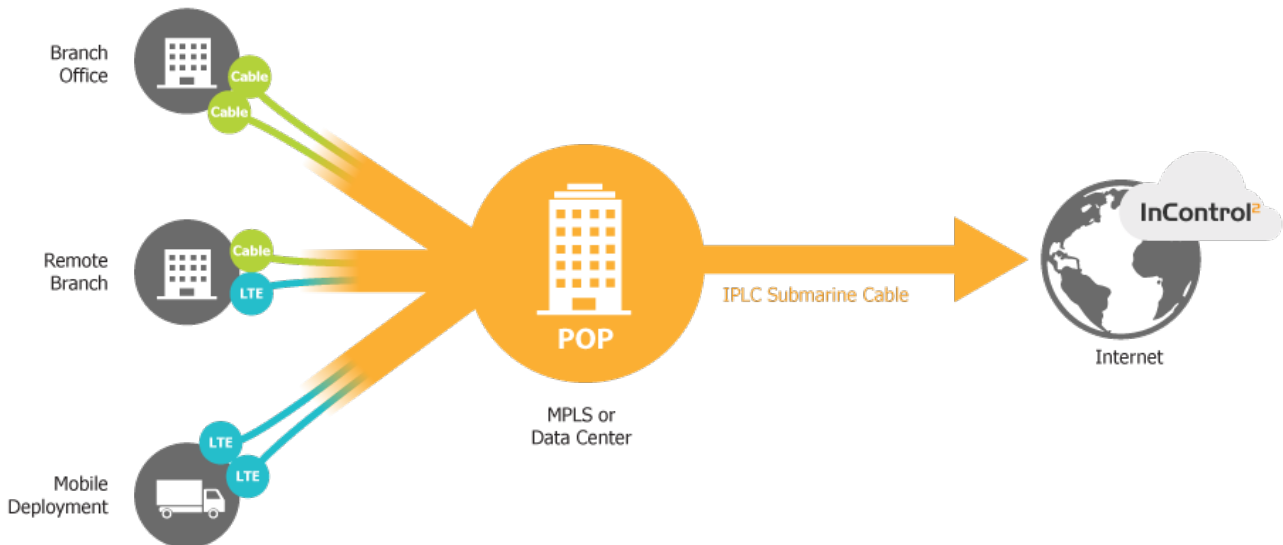 Branch
Office
Cable
Cable
Remote
Branch
Cable
LTE
Mobile
Deployment
LTE
LTE
POP
MPLS or
Data Center
IPLC Submarine Cable
InControl²
Internet